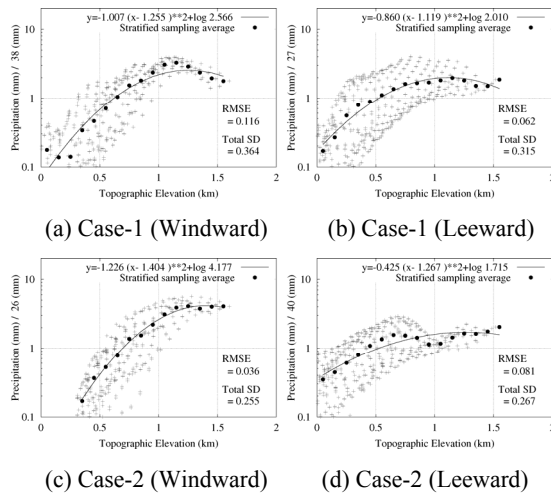 y=-1.007 (x- 1.255 )**2+log 2.566
Stratified sampling average
10
1
0.1
Precipitation (mm) / 38 (mm)
RMSE
= 0.116
Total SD
= 0.364
0 0.5 1 1.5 2
Topographic Elevation (km)
(a) Case-1 (Windward)
y=-0.860 (x- 1.119 )**2+log 2.010
Stratified sampling average
10
1
0.1
Precipitation (mm) / 27 (mm)
RMSE
= 0.062
Total SD
= 0.315
0 0.5 1 1.5 2
Topographic Elevation (km)
(b) Case-1 (Leeward)
y=-1.226 (x- 1.404 )**2+log 4.177
Stratified sampling average
10
1
0.1
Precipitation (mm) / 26 (mm)
RMSE
= 0.036
Total SD
= 0.255
0 0.5 1 1.5 2
Topographic Elevation (km)
(c) Case-2 (Windward)
y=-0.425 (x- 1.267 )**2+log 1.715
Stratified sampling average
10
1
0.1
Precipitation (mm) / 40 (mm)
RMSE
= 0.081
Total SD
= 0.267
0 0.5 1 1.5 2
Topographic Elevation (km)
(d) Case-2 (Leeward)